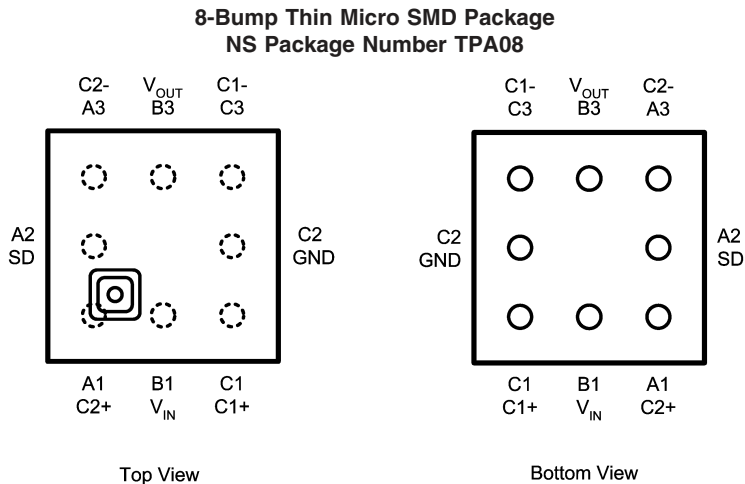 8-Bump Thin Micro SMD Package
NS Package Number TPA08
C2- VOUT C1-
A3 B3 C3
A2
SD
C2
GND
A1 B1 C1
C2+ VIN C1+
Top View
C1- VOUT C2-
C3 B3 A3
C2
GND
A2
SD
C1 B1 A1
C1+ VIN C2+
Bottom View